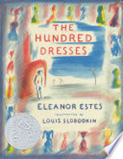 THE
HUNDRED
DRESSES
ELEANOR ESTES
ILLUSTRATED BY
LOUIS SLOBODKIN